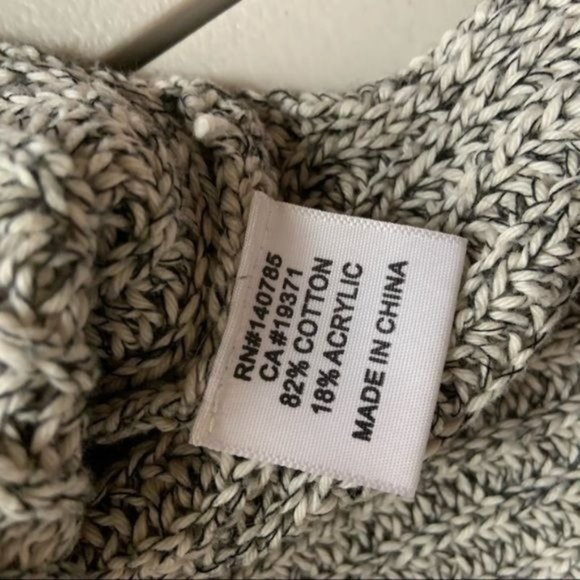 RN#140785
CA#19371
82% COTTON
18% ACRYLIC
MADE IN CHINA